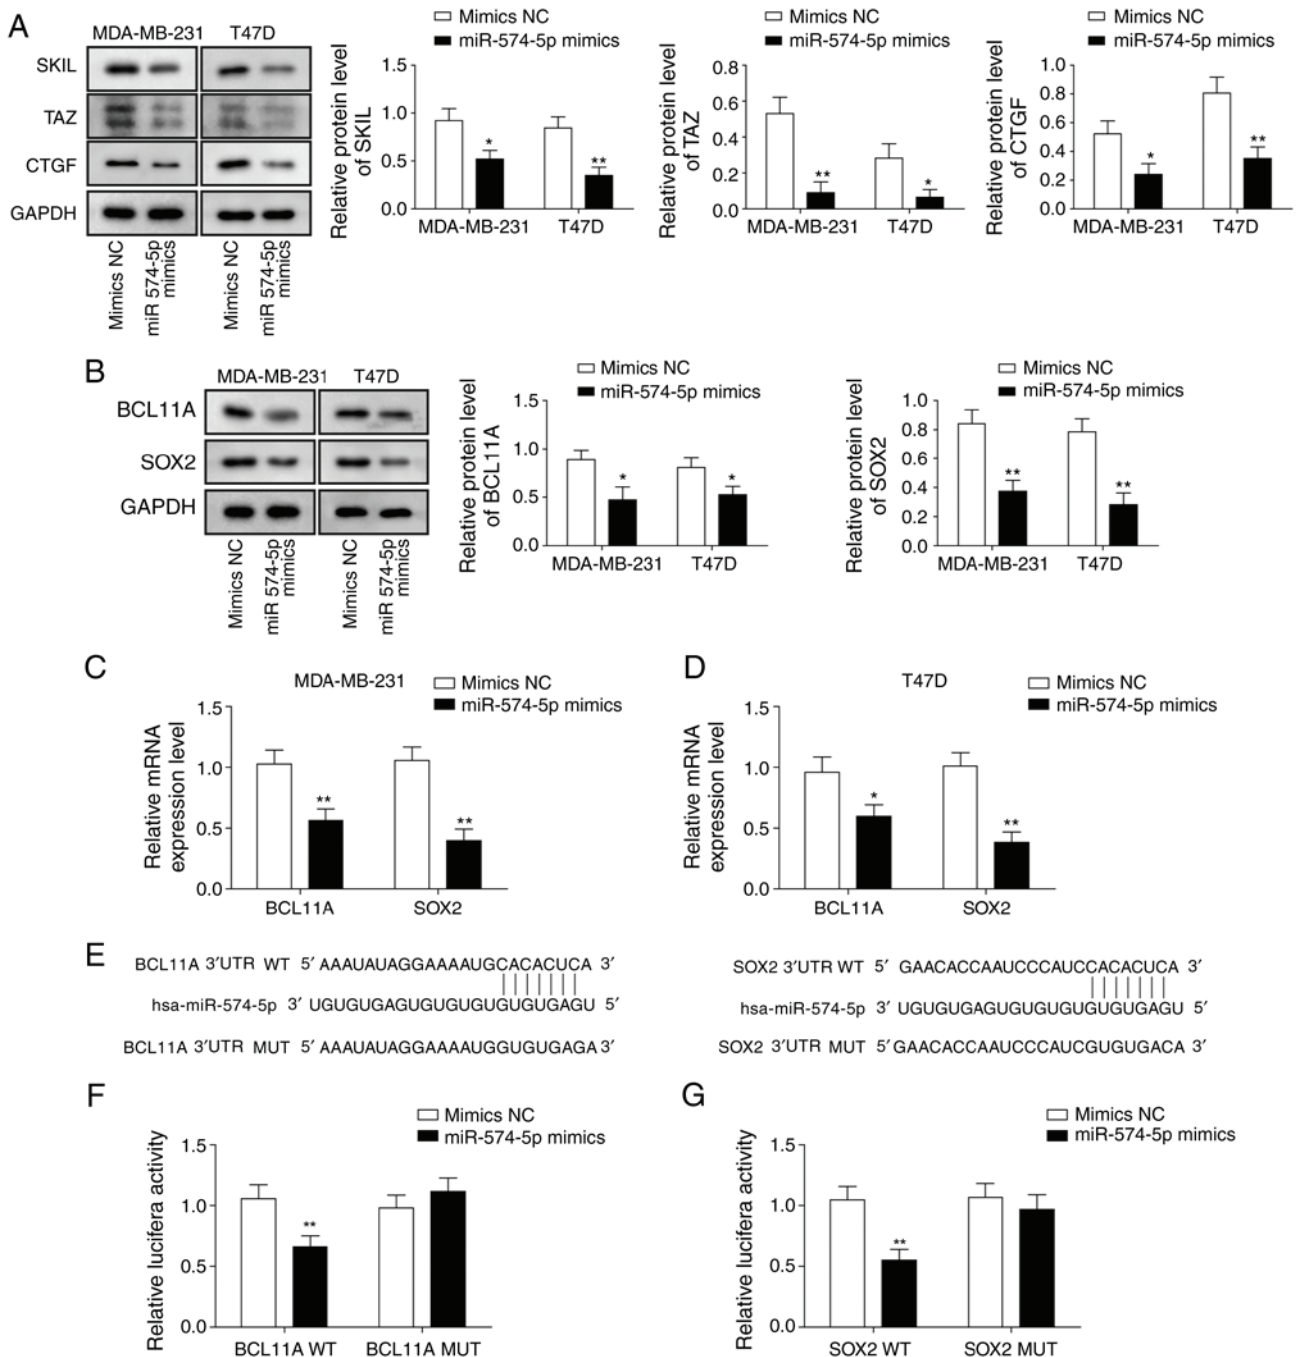 A
MDA-MB-231 T47D
SKIL
TAZ
CTGF
GAPDH
Mimics NC
miR 574-5p mimics
Mimics NC
miR 574-5p mimics
Mimics NC
miR-574-5p mimics
Relative protein level of SKIL
1.5
1.0
0.5
0.0
*
**
MDA-MB-231 T47D
Mimics NC
miR-574-5p mimics
Relative protein level of TAZ
0.8
0.6
0.4
0.2
0.0
**
*
MDA-MB-231 T47D
Mimics NC
miR-574-5p mimics
Relative protein level of CTGF
1.0
0.8
0.6
0.4
0.2
0.0
*
**
MDA-MB-231 T47D
B
MDA-MB-231 T47D
BCL11A
SOX2
GAPDH
Mimics NC
miR 574-5p mimics
Mimics NC
miR 574-5p mimics
Mimics NC
miR-574-5p mimics
Relative protein level of BCL11A
1.5
1.0
0.5
0.0
*
*
MDA-MB-231 T47D
Mimics NC
miR-574-5p mimics
Relative protein level of SOX2
1.0
0.8
0.6
0.4
0.2
0.0
**
**
MDA-MB-231 T47D
C
MDA-MB-231
Mimics NC
miR-574-5p mimics
Relative mRNA expression level
1.5
1.0
0.5
0.0
**
**
BCL11A SOX2
D
T47D
Mimics NC
miR-574-5p mimics
Relative mRNA expression level
1.5
1.0
0.5
0.0
*
**
BCL11A SOX2
E
BCL11A 3′UTR WT 5′ AAAUAUAGGAAAAUGCACACUCA 3′
hsa-miR-574-5p 3′ UGUGUGAGUGUGUGUGUGUGAGU 5′
BCL11A 3′UTR MUT 5′ AAAUAUAGGAAAAUGGUGUGAGA 3′
SOX2 3′UTR WT 5′ GAACACCAAUCCCAUCCACACUCA 3′
hsa-miR-574-5p 3′ UGUGUGAGUGUGUGUGUGUGAGU 5′
SOX2 3′UTR MUT 5′ GAACACCAAUCCCAUCGUGUGACA 3′
F
Mimics NC
miR-574-5p mimics
Relative lucifera activity
1.5
1.0
0.5
0.0
**
BCL11A WT BCL11A MUT
G
Mimics NC
miR-574-5p mimics
Relative lucifera activity
1.5
1.0
0.5
0.0
**
SOX2 WT SOX2 MUT